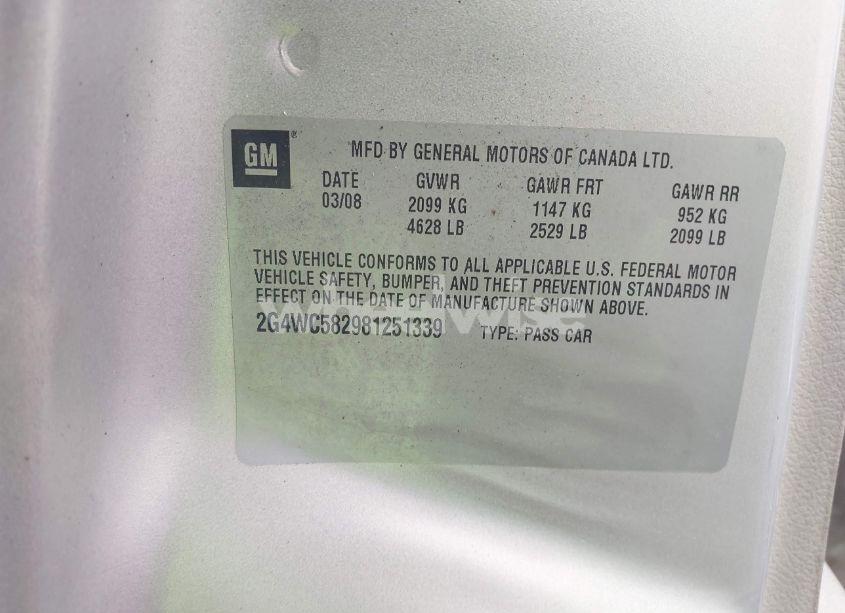 GM®
MFD BY GENERAL MOTORS OF CANADA LTD.
DATE GVWR GAWR FRT GAWR RR
03/08 2099 KG 1147 KG 952 KG
4628 LB 2529 LB 2099 LB
THIS VEHICLE CONFORMS TO ALL APPLICABLE U.S. FEDERAL MOTOR
VEHICLE SAFETY, BUMPER, AND THEFT PREVENTION STANDARDS IN
EFFECT ON THE DATE OF MANUFACTURE SHOWN ABOVE.
2G4WC582981251339 TYPE: PASS CAR